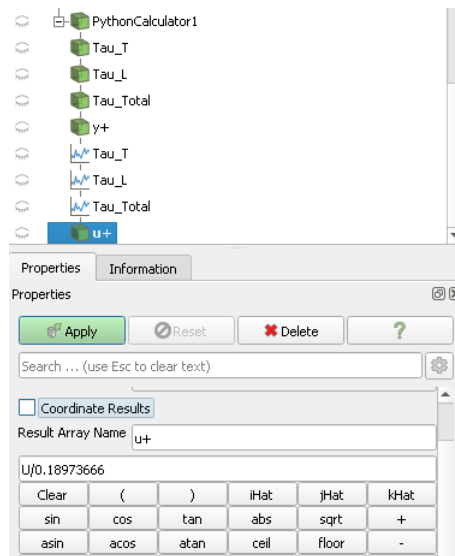 PythonCalculator1
Tau_T
Tau_L
Tau_Total
y+
Tau_T
Tau_L
Tau_Total
u+
Properties Information
Properties
Apply Reset Delete ?
Search ... (use Esc to clear text)
Coordinate Results
Result Array Name u+
U/0.18973666
Clear ( ) iHat jHat kHat
sin cos tan abs sqrt +
asin acos atan ceil floor -